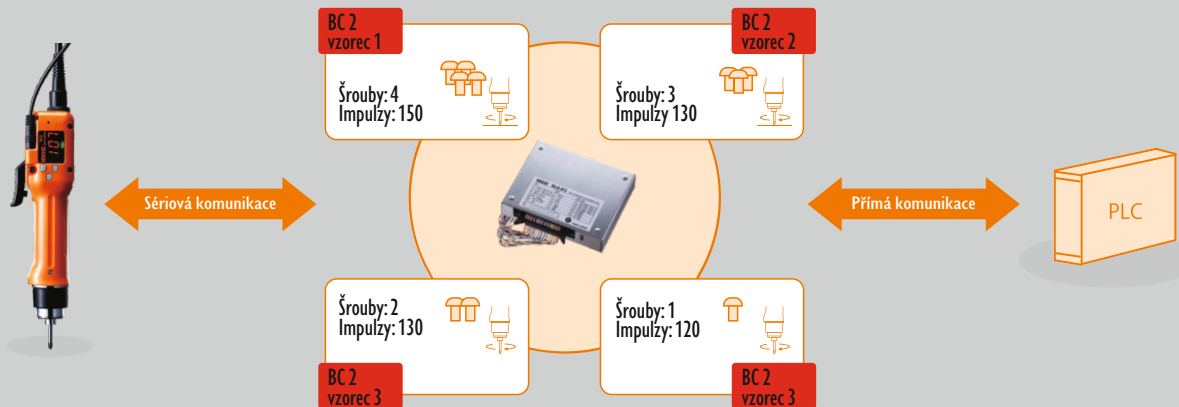 BC 2
vzorec 1
Šrouby: 4
Impulzy: 150
BC 2
vzorec 2
Šrouby: 3
Impulzy 130
Sériová komunikace
Přímá komunikace
PLC
Šrouby: 2
Impulzy: 130
BC 2
vzorec 3
Šrouby: 1
Impulzy: 120
BC 2
vzorec 3